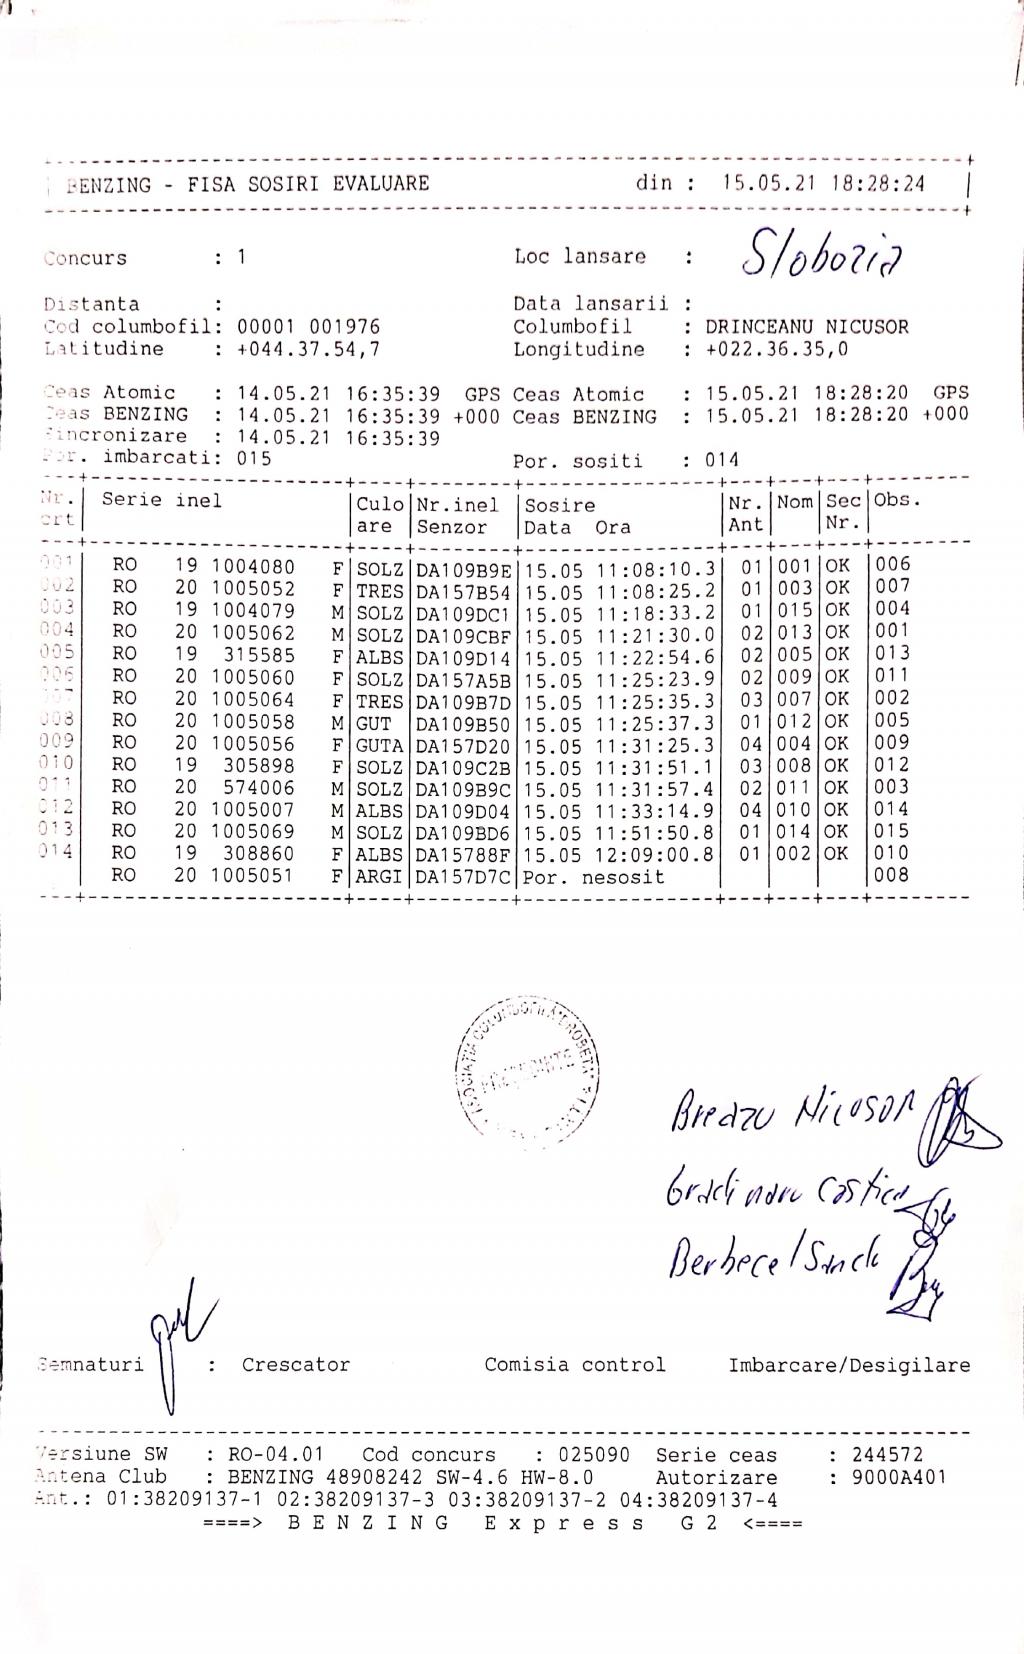 BENZING - FISA SOSIRI EVALUARE din : 15.05.21 18:28:24
Concurs : 1 Loc lansare : Slobozia
Distanta : Data lansarii :
Cod columbofil: 00001 001976 Columbofil : DRINCEANU NICUSOR
Latitudine : +044.37.54,7 Longitudine : +022.36.35,0
Ceas Atomic : 14.05.21 16:35:39 GPS Ceas Atomic : 15.05.21 18:28:20 GPS
Ceas BENZING : 14.05.21 16:35:39 +000 Ceas BENZING : 15.05.21 18:28:20 +000
Sincronizare : 14.05.21 16:35:39
Por. imbarcati: 015 Por. sositi : 014
Nr. Serie inel Culo Nr.inel Sosire Nr. Nom Sec Obs.
crt are Senzor Data Ora Ant Nr.
001 RO 19 1004080 F SOLZ DA109B9E 15.05 11:08:10.3 01 001 OK 006
002 RO 20 1005052 F TRES DA157B54 15.05 11:08:25.2 01 003 OK 007
003 RO 19 1004079 M SOLZ DA109DC1 15.05 11:18:33.2 01 015 OK 004
004 RO 20 1005062 M SOLZ DA109CBF 15.05 11:21:30.0 02 013 OK 001
005 RO 19 315585 F ALBS DA109D14 15.05 11:22:54.6 02 005 OK 013
006 RO 20 1005060 F SOLZ DA157A5B 15.05 11:25:23.9 02 009 OK 011
007 RO 20 1005064 F TRES DA109B7D 15.05 11:25:35.3 03 007 OK 002
008 RO 20 1005058 M GUT DA109B50 15.05 11:25:37.3 01 012 OK 005
009 RO 20 1005056 F GUTA DA157D20 15.05 11:31:25.3 04 004 OK 009
010 RO 19 305898 F SOLZ DA109C2B 15.05 11:31:51.1 03 008 OK 012
011 RO 20 574006 M SOLZ DA109B9C 15.05 11:31:57.4 02 011 OK 003
012 RO 20 1005007 M ALBS DA109D04 15.05 11:33:14.9 04 010 OK 014
013 RO 20 1005069 M SOLZ DA109BD6 15.05 11:51:50.8 01 014 OK 015
014 RO 19 308860 F ALBS DA15788F 15.05 12:09:00.8 01 002 OK 010
RO 20 1005051 F ARGI DA157D7C Por. nesosit 008
ASOCIATIA COLUMBOFILA DROBETA
PRESEDINTE
Breazu Nicusor
Gradinaru Costica
Berbece
Semnaturi : Crescator Comisia control Imbarcare/Desigilare
Versiune SW : RO-04.01 Cod concurs : 025090 Serie ceas : 244572
Antena Club : BENZING 48908242 SW-4.6 HW-8.0 Autorizare : 9000A401
Ant.: 01:38209137-1 02:38209137-3 03:38209137-2 04:38209137-4
====> B E N Z I N G E x p r e s s G 2 <====